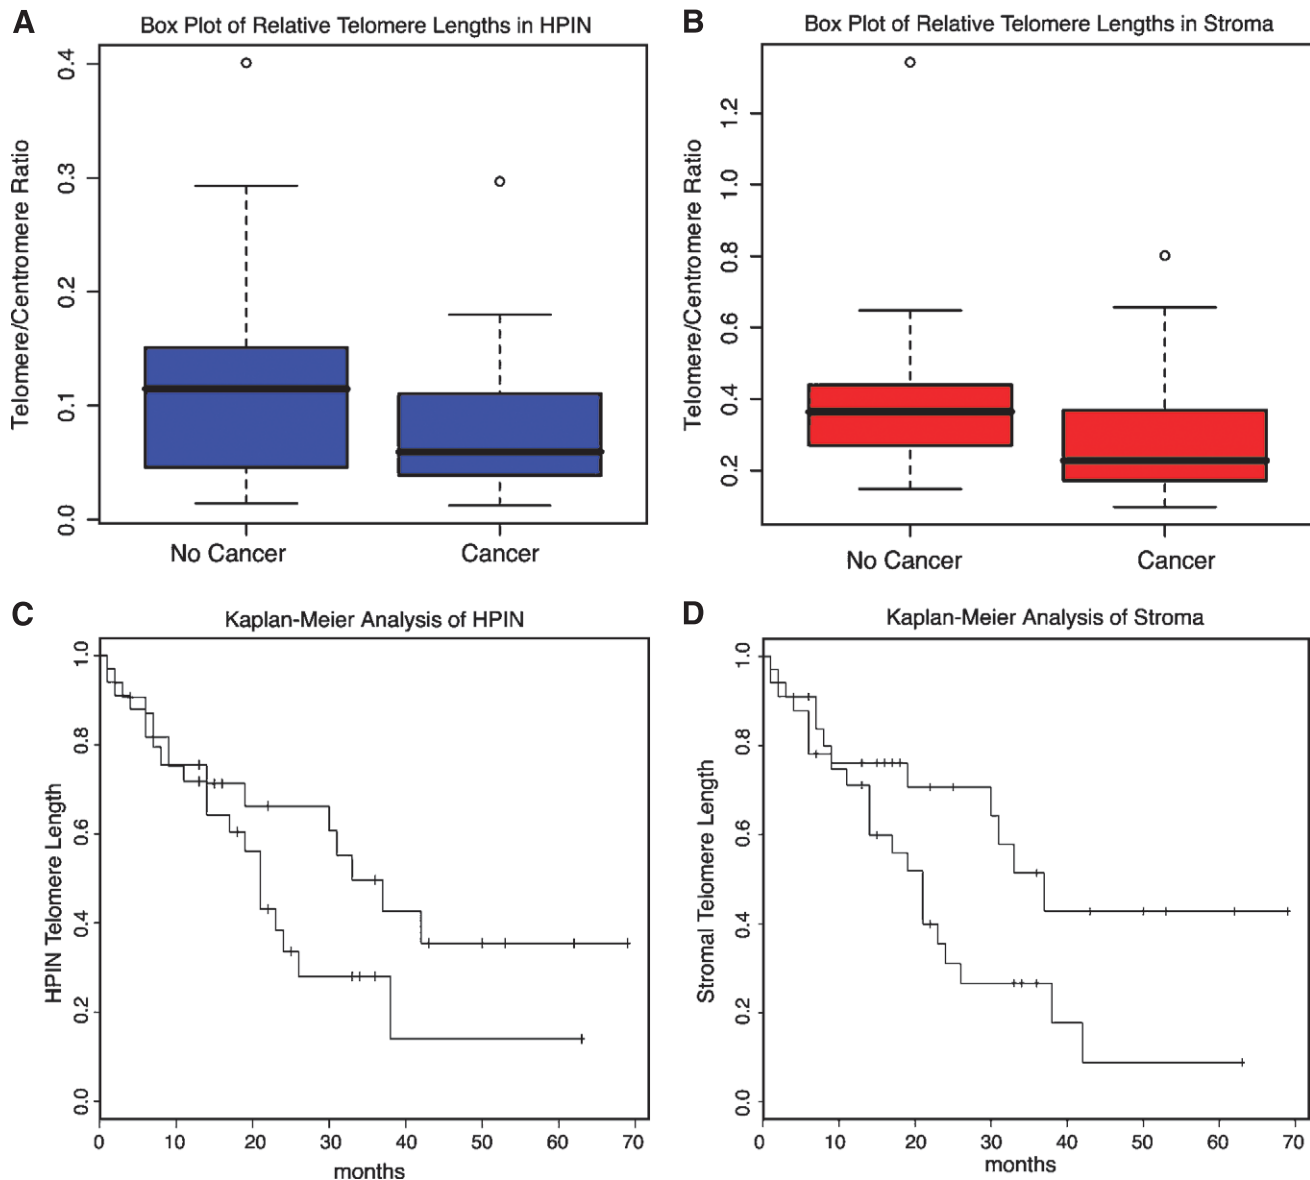 A
Box Plot of Relative Telomere Lengths in HPIN
Telomere/Centromere Ratio
0.4
0.3
0.2
0.1
0.0
No Cancer
Cancer
B
Box Plot of Relative Telomere Lengths in Stroma
Telomere/Centromere Ratio
1.2
1.0
0.8
0.6
0.4
0.2
No Cancer
Cancer
C
Kaplan-Meier Analysis of HPIN
HPIN Telomere Length
1.0
0.8
0.6
0.4
0.2
0.0
0 10 20 30 40 50 60 70
months
D
Kaplan-Meier Analysis of Stroma
Stromal Telomere Length
1.0
0.8
0.6
0.4
0.2
0.0
0 10 20 30 40 50 60 70
months